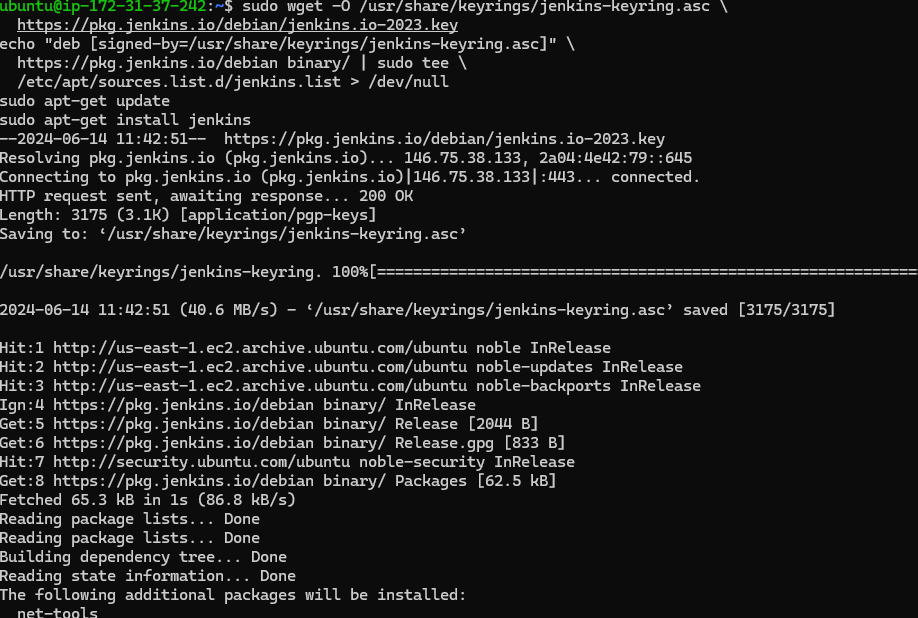 ubuntu@ip-172-31-37-242:~$ sudo wget -O /usr/share/keyrings/jenkins-keyring.asc \
  https://pkg.jenkins.io/debian/jenkins.io-2023.key
echo "deb [signed-by=/usr/share/keyrings/jenkins-keyring.asc]" \
  https://pkg.jenkins.io/debian binary/ | sudo tee \
  /etc/apt/sources.list.d/jenkins.list > /dev/null
sudo apt-get update
sudo apt-get install jenkins
--2024-06-14 11:42:51--  https://pkg.jenkins.io/debian/jenkins.io-2023.key
Resolving pkg.jenkins.io (pkg.jenkins.io)... 146.75.38.133, 2a04:4e42:79::645
Connecting to pkg.jenkins.io (pkg.jenkins.io)|146.75.38.133|:443... connected.
HTTP request sent, awaiting response... 200 OK
Length: 3175 (3.1K) [application/pgp-keys]
Saving to: ‘/usr/share/keyrings/jenkins-keyring.asc’
/usr/share/keyrings/jenkins-keyring. 100%[============================================================
2024-06-14 11:42:51 (40.6 MB/s) - ‘/usr/share/keyrings/jenkins-keyring.asc’ saved [3175/3175]
Hit:1 http://us-east-1.ec2.archive.ubuntu.com/ubuntu noble InRelease
Hit:2 http://us-east-1.ec2.archive.ubuntu.com/ubuntu noble-updates InRelease
Hit:3 http://us-east-1.ec2.archive.ubuntu.com/ubuntu noble-backports InRelease
Ign:4 https://pkg.jenkins.io/debian binary/ InRelease
Get:5 https://pkg.jenkins.io/debian binary/ Release [2044 B]
Get:6 https://pkg.jenkins.io/debian binary/ Release.gpg [833 B]
Hit:7 http://security.ubuntu.com/ubuntu noble-security InRelease
Get:8 https://pkg.jenkins.io/debian binary/ Packages [62.5 kB]
Fetched 65.3 kB in 1s (86.8 kB/s)
Reading package lists... Done
Reading package lists... Done
Building dependency tree... Done
Reading state information... Done
The following additional packages will be installed:
  net-tools